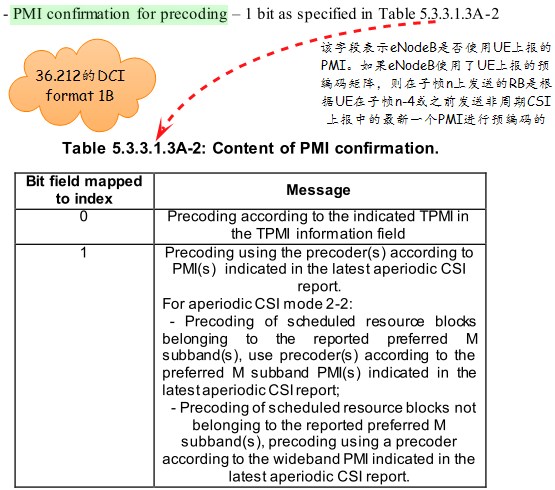 - PMI confirmation for precoding – 1 bit as specified in Table 5.3.3.1.3A-2
该字段表示eNodeB是否使用UE上报的
PMI。如果eNodeB使用了UE上报的预
编码矩阵，则在子帧n上发送的RB是根
据UE在子帧n-4或之前发送非周期CSI
上报中的最新一个PMI进行预编码的
36.212的DCI
format 1B
Table 5.3.3.1.3A-2: Content of PMI confirmation.
Bit field mapped
to index
Message
0
Precoding according to the indicated TPMI in
the TPMI information field
1
Precoding using the precoder(s) according to
PMI(s) indicated in the latest aperiodic CSI
report.
For aperiodic CSI mode 2-2:
- Precoding of scheduled resource blocks
belonging to the reported preferred M
subband(s), use precoder(s) according to the
preferred M subband PMI(s) indicated in the
latest aperiodic CSI report;
- Precoding of scheduled resource blocks not
belonging to the reported preferred M
subband(s), precoding using a precoder
according to the wideband PMI indicated in the
latest aperiodic CSI report.